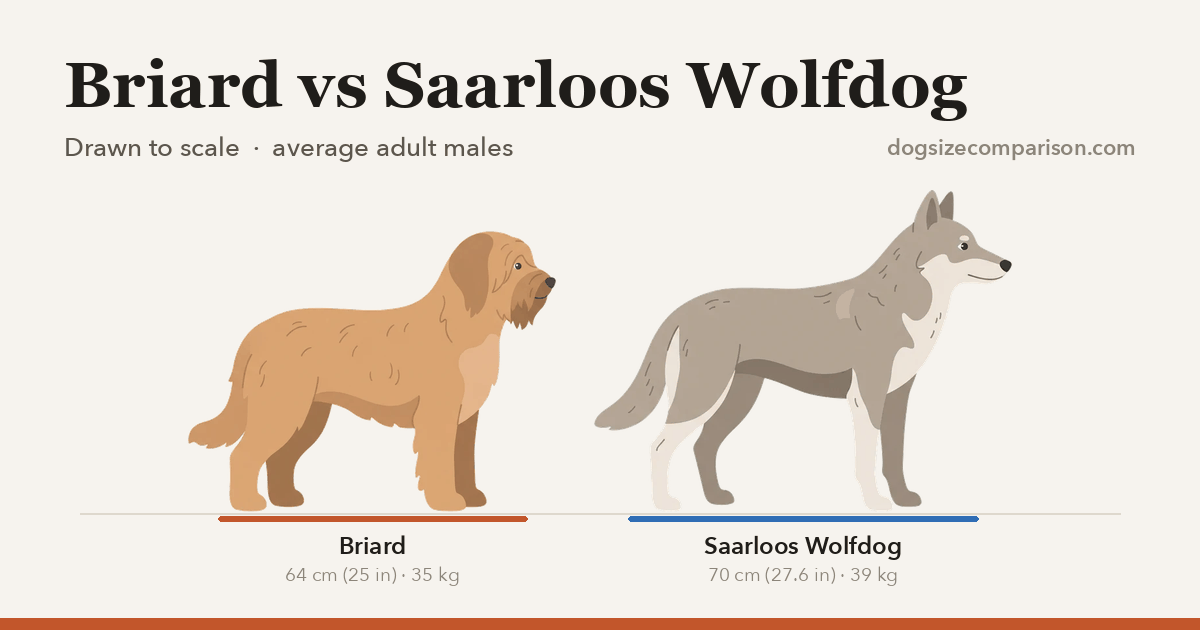 Briard vs Saarloos Wolfdog
Drawn to scale · average adult males
dogsizecomparison.com
Briard
64 cm (25 in) · 35 kg
Saarloos Wolfdog
70 cm (27.6 in) · 39 kg